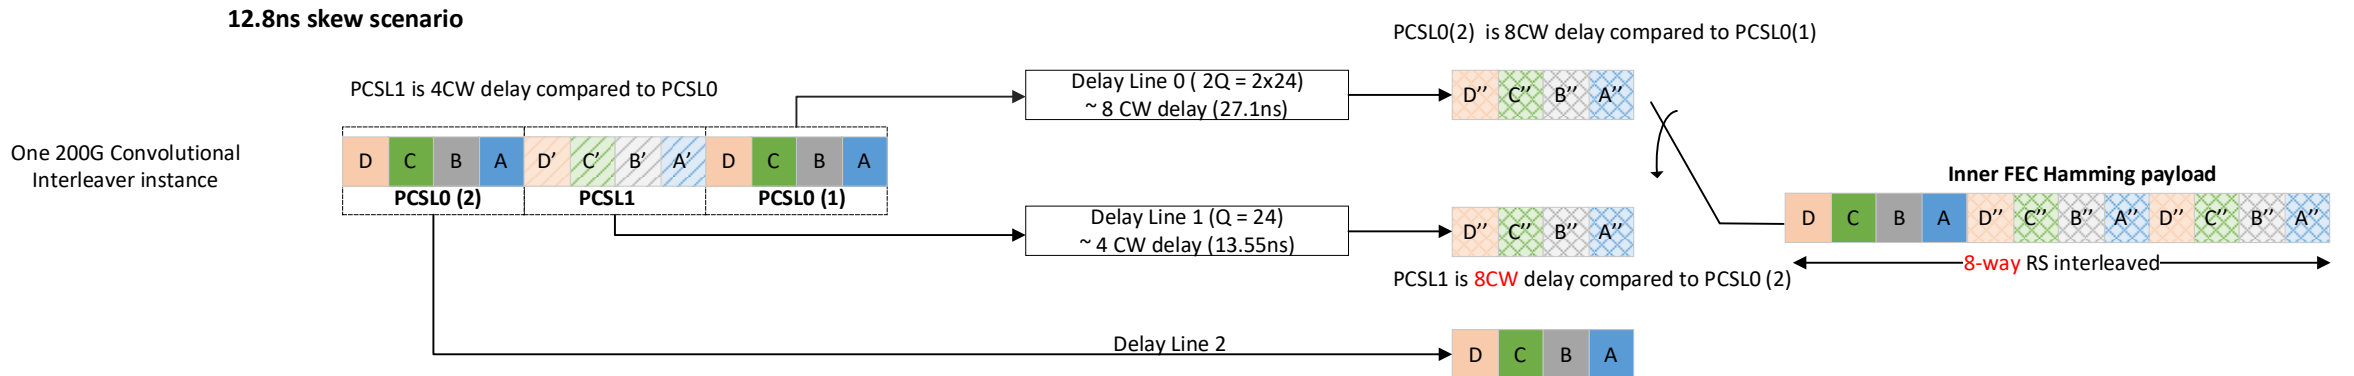 12.8ns skew scenario
PCSL0(2)  is 8CW delay compared to PCSL0(1)
PCSL1 is 4CW delay compared to PCSL0
Delay Line 0 ( 2Q = 2x24)
~ 8 CW delay (27.1ns)
D’’ C’’ B’’ A’’
One 200G Convolutional
Interleaver instance
D C B A D’ C’ B’ A’ D C B A
PCSL0 (2) PCSL1 PCSL0 (1)
Delay Line 1 (Q = 24)
~ 4 CW delay (13.55ns)
D’’ C’’ B’’ A’’
PCSL1 is 8CW delay compared to PCSL0 (2)
Inner FEC Hamming payload
D C B A D’’ C’’ B’’ A’’ D’’ C’’ B’’ A’’
8-way RS interleaved
Delay Line 2
D C B A